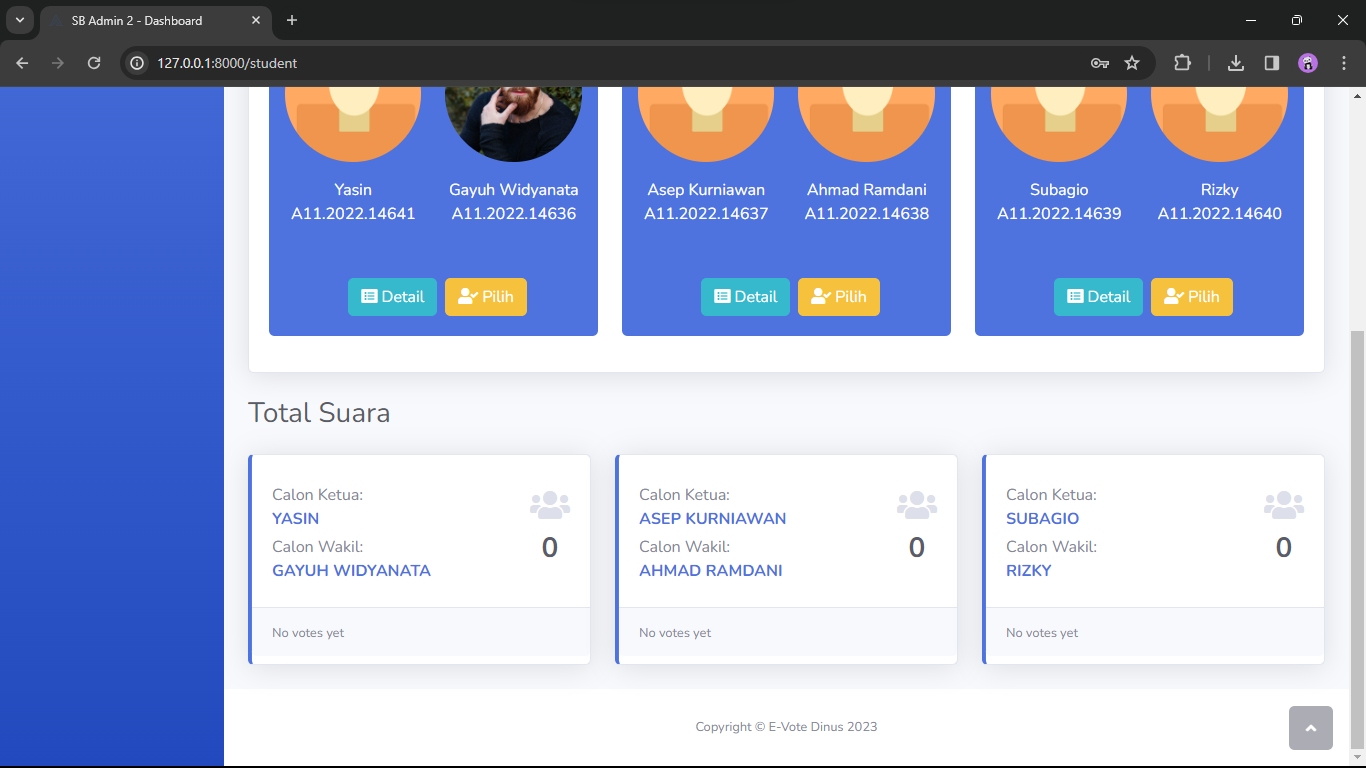 SB Admin 2 - Dashboard
127.0.0.1:8000/student
Yasin
A11.2022.14641
Gayuh Widyanata
A11.2022.14636
Detail
Pilih
Asep Kurniawan
A11.2022.14637
Ahmad Ramdani
A11.2022.14638
Detail
Pilih
Subagio
A11.2022.14639
Rizky
A11.2022.14640
Detail
Pilih
Total Suara
Calon Ketua:
YASIN
Calon Wakil:
GAYUH WIDYANATA
0
No votes yet
Calon Ketua:
ASEP KURNIAWAN
Calon Wakil:
AHMAD RAMDANI
0
No votes yet
Calon Ketua:
SUBAGIO
Calon Wakil:
RIZKY
0
No votes yet
Copyright © E-Vote Dinus 2023